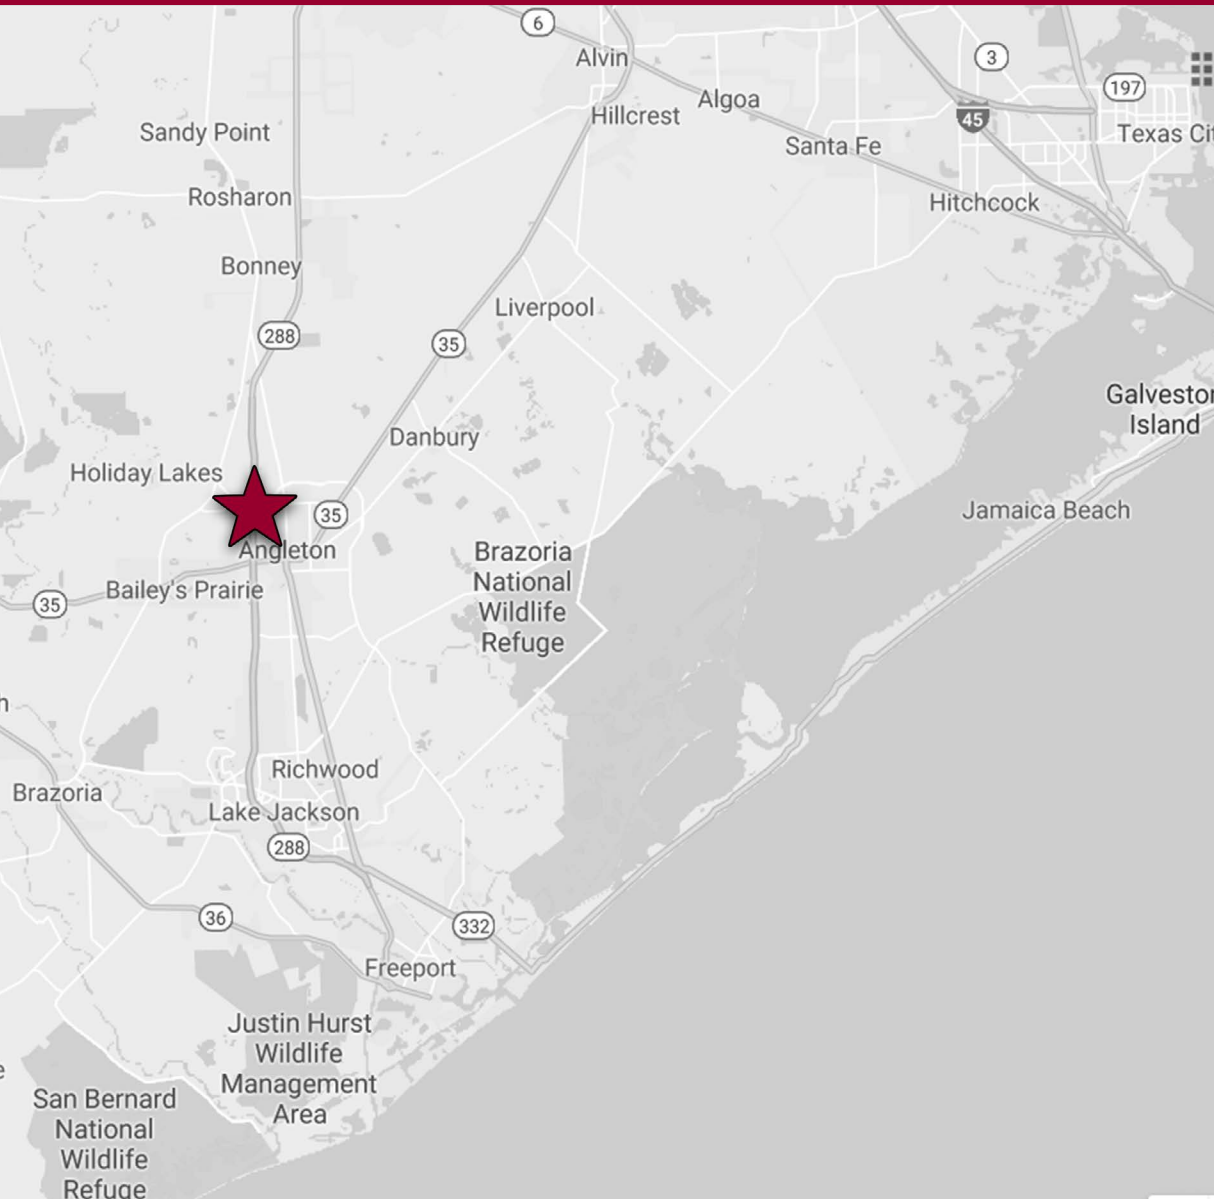 6
Alvin
3
197
Algoa
Hillcrest
45
Sandy Point
Santa Fe
Texas Cit
Rosharon
Hitchcock
Bonney
Liverpool
288
35
Galveston
Island
Danbury
Holiday Lakes
35
Jamaica Beach
Angleton
Brazoria
National
Wildlife
Refuge
Bailey's Prairie
35
h
Richwood
Brazoria
Lake Jackson
288
36
332
Freeport
Justin Hurst
Wildlife
Management
Area
e
San Bernard
National
Wildlife
Refuge